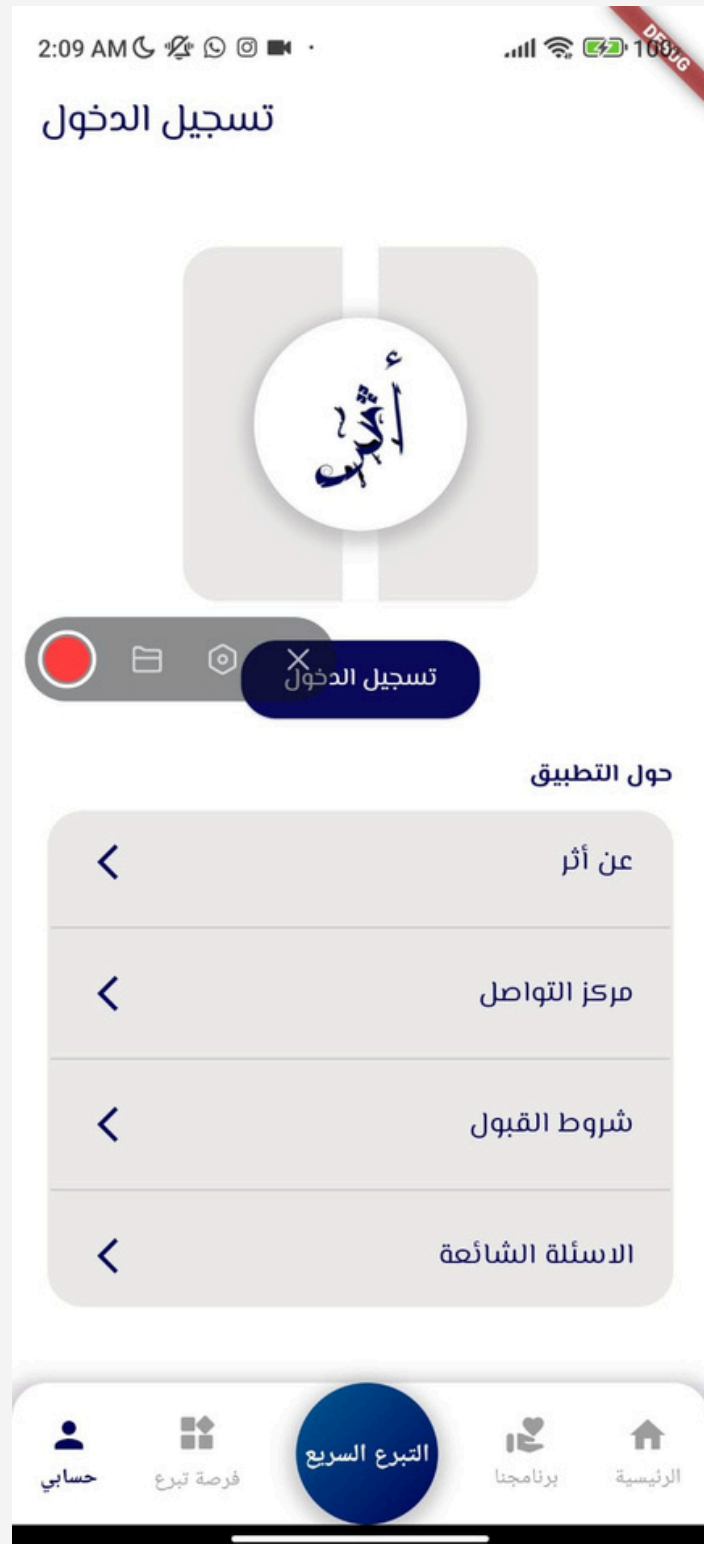 2:09 AM
100%
DEBUG
تسجيل الدخول
أثر
تسجيل الدخول
حول التطبيق
عن أثر
مركز التواصل
شروط القبول
الاسئلة الشائعة
الرئيسية
برنامجنا
التبرع السريع
فرصة تبرع
حسابي